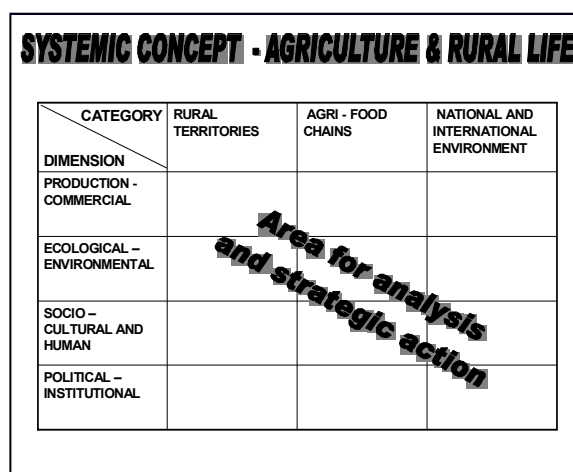 SYSTEMIC CONCEPT - AGRICULTURE & RURAL LIFE
CATEGORY
DIMENSION
RURAL
TERRITORIES
AGRI - FOOD
CHAINS
NATIONAL AND
INTERNATIONAL
ENVIRONMENT
PRODUCTION -
COMMERCIAL
ECOLOGICAL –
ENVIRONMENTAL
SOCIO –
CULTURAL AND
HUMAN
POLITICAL –
INSTITUTIONAL
Area for analysis
and strategic action